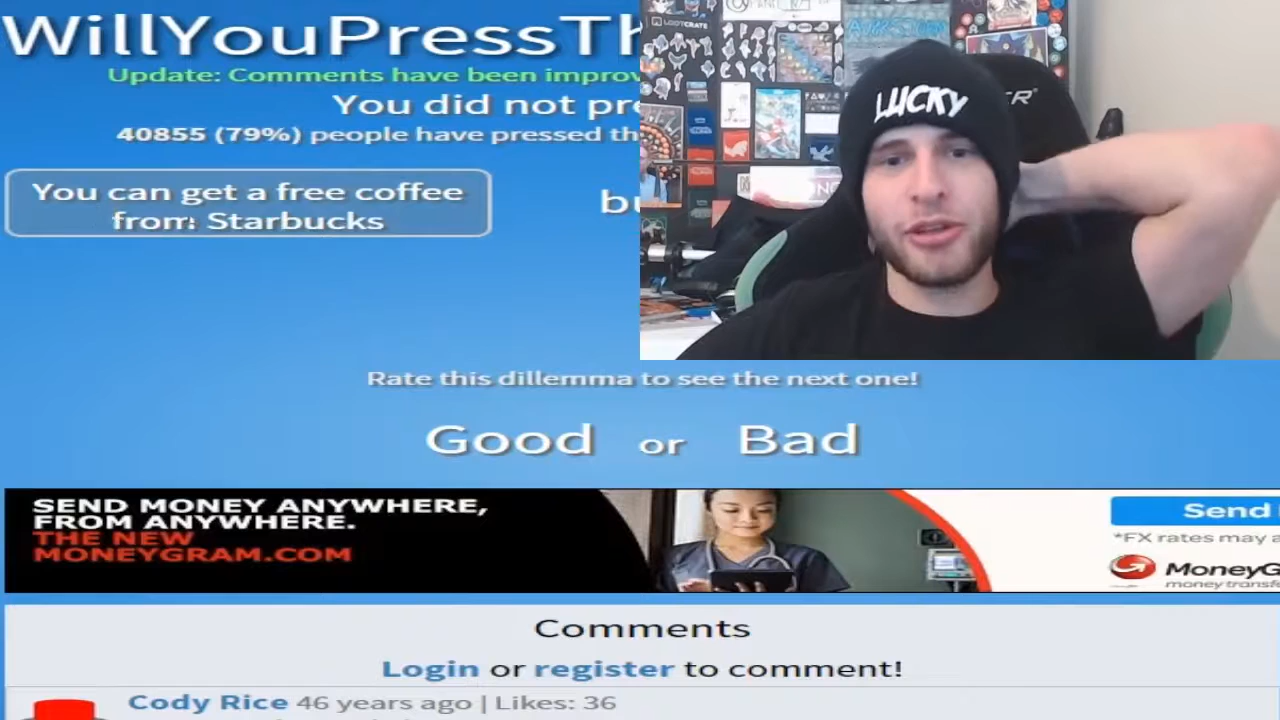 WillYouPressTh
Update: Comments have been improv
You did not pre
40855 (79%) people have pressed th
You can get a free coffee
from Starbucks
bu
LUCKY
Rate this dillemma to see the next one!
Good or Bad
SEND MONEY ANYWHERE,
FROM ANYWHERE.
THE NEW
MONEYGRAM.COM
Send
*FX rates may a
MoneyG
money transfe
Comments
Login or register to comment!
Cody Rice 46 years ago | Likes: 36